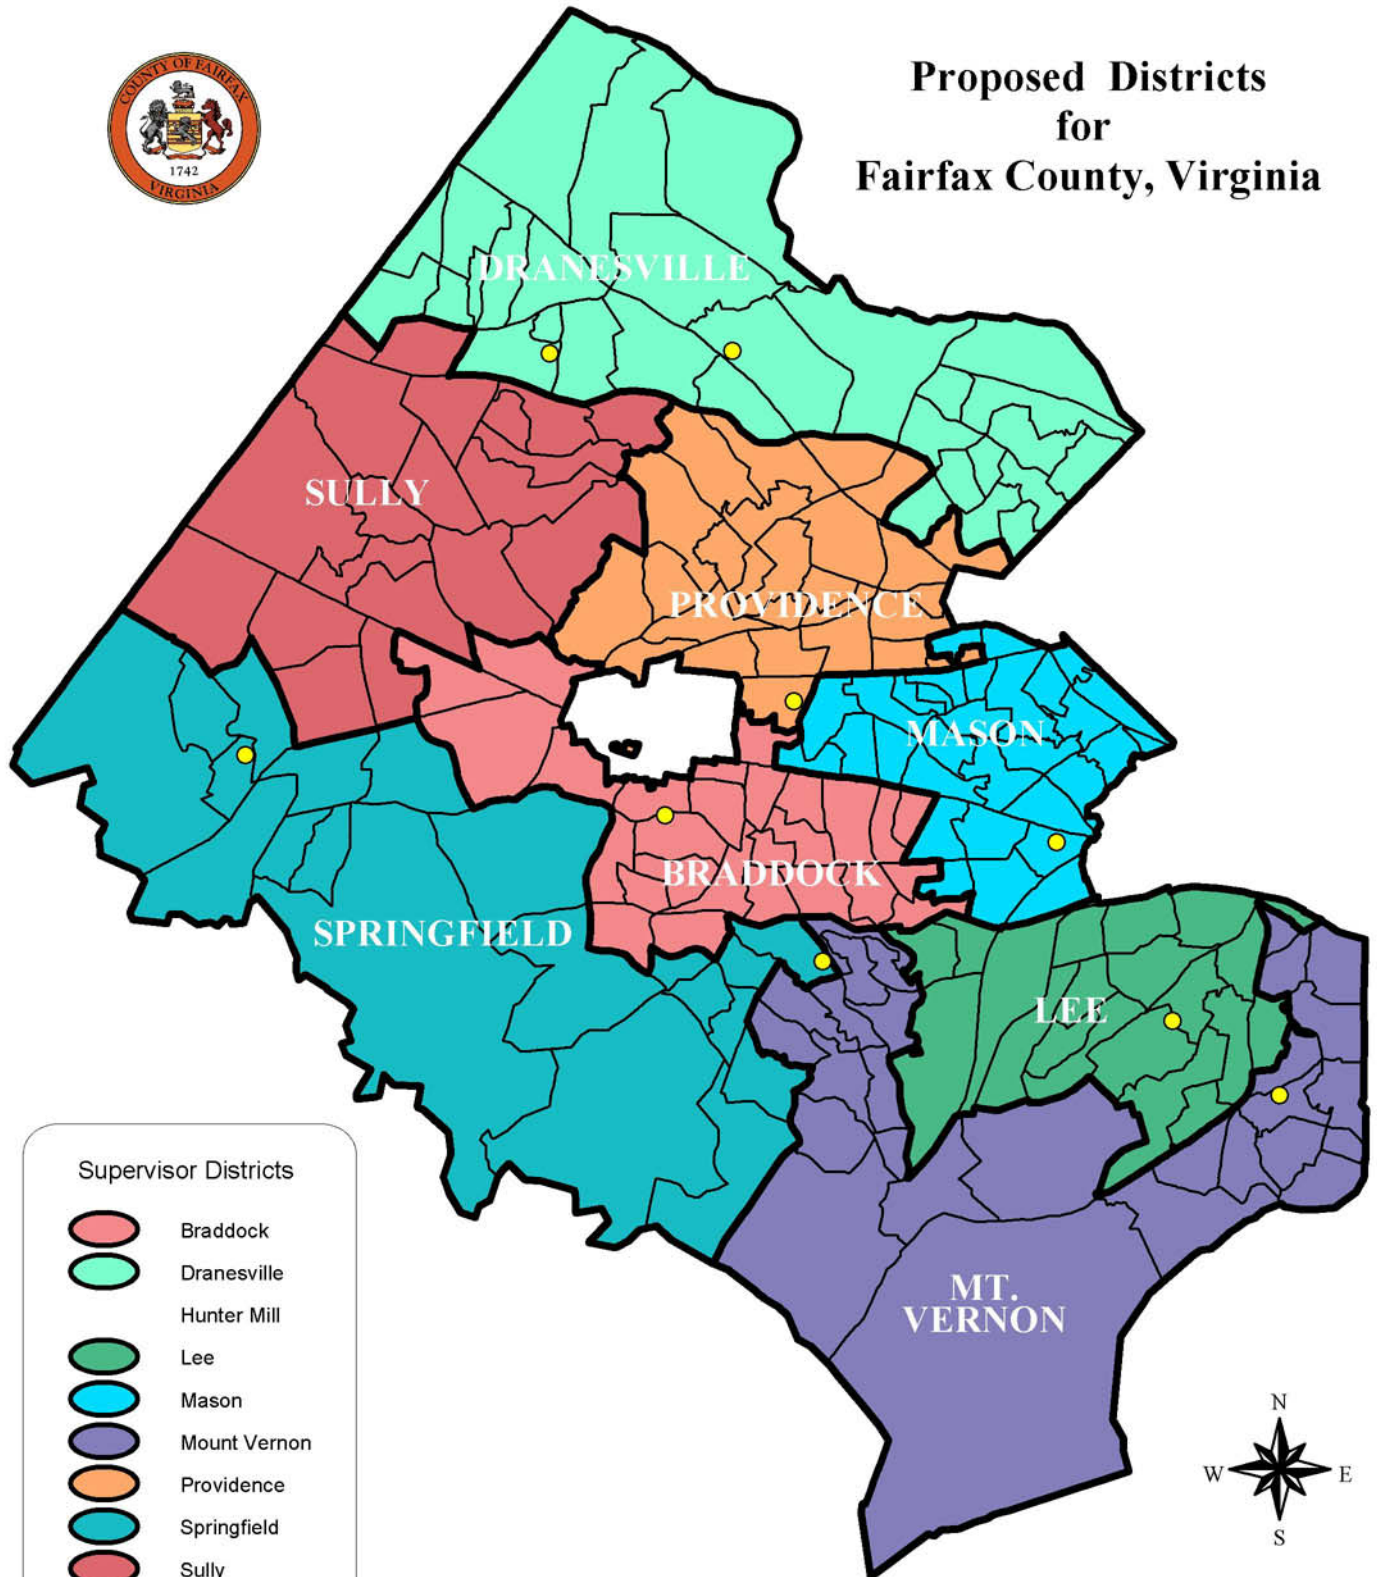 COUNTY OF FAIRFAX
1742
VIRGINIA
Proposed Districts
for
Fairfax County, Virginia
DRANESVILLE
SULLY
PROVIDENCE
MASON
BRADDOCK
SPRINGFIELD
LEE
MT.
VERNON
Supervisor Districts
Braddock
Dranesville
Hunter Mill
Lee
Mason
Mount Vernon
Providence
Springfield
Sully
N
W E
S